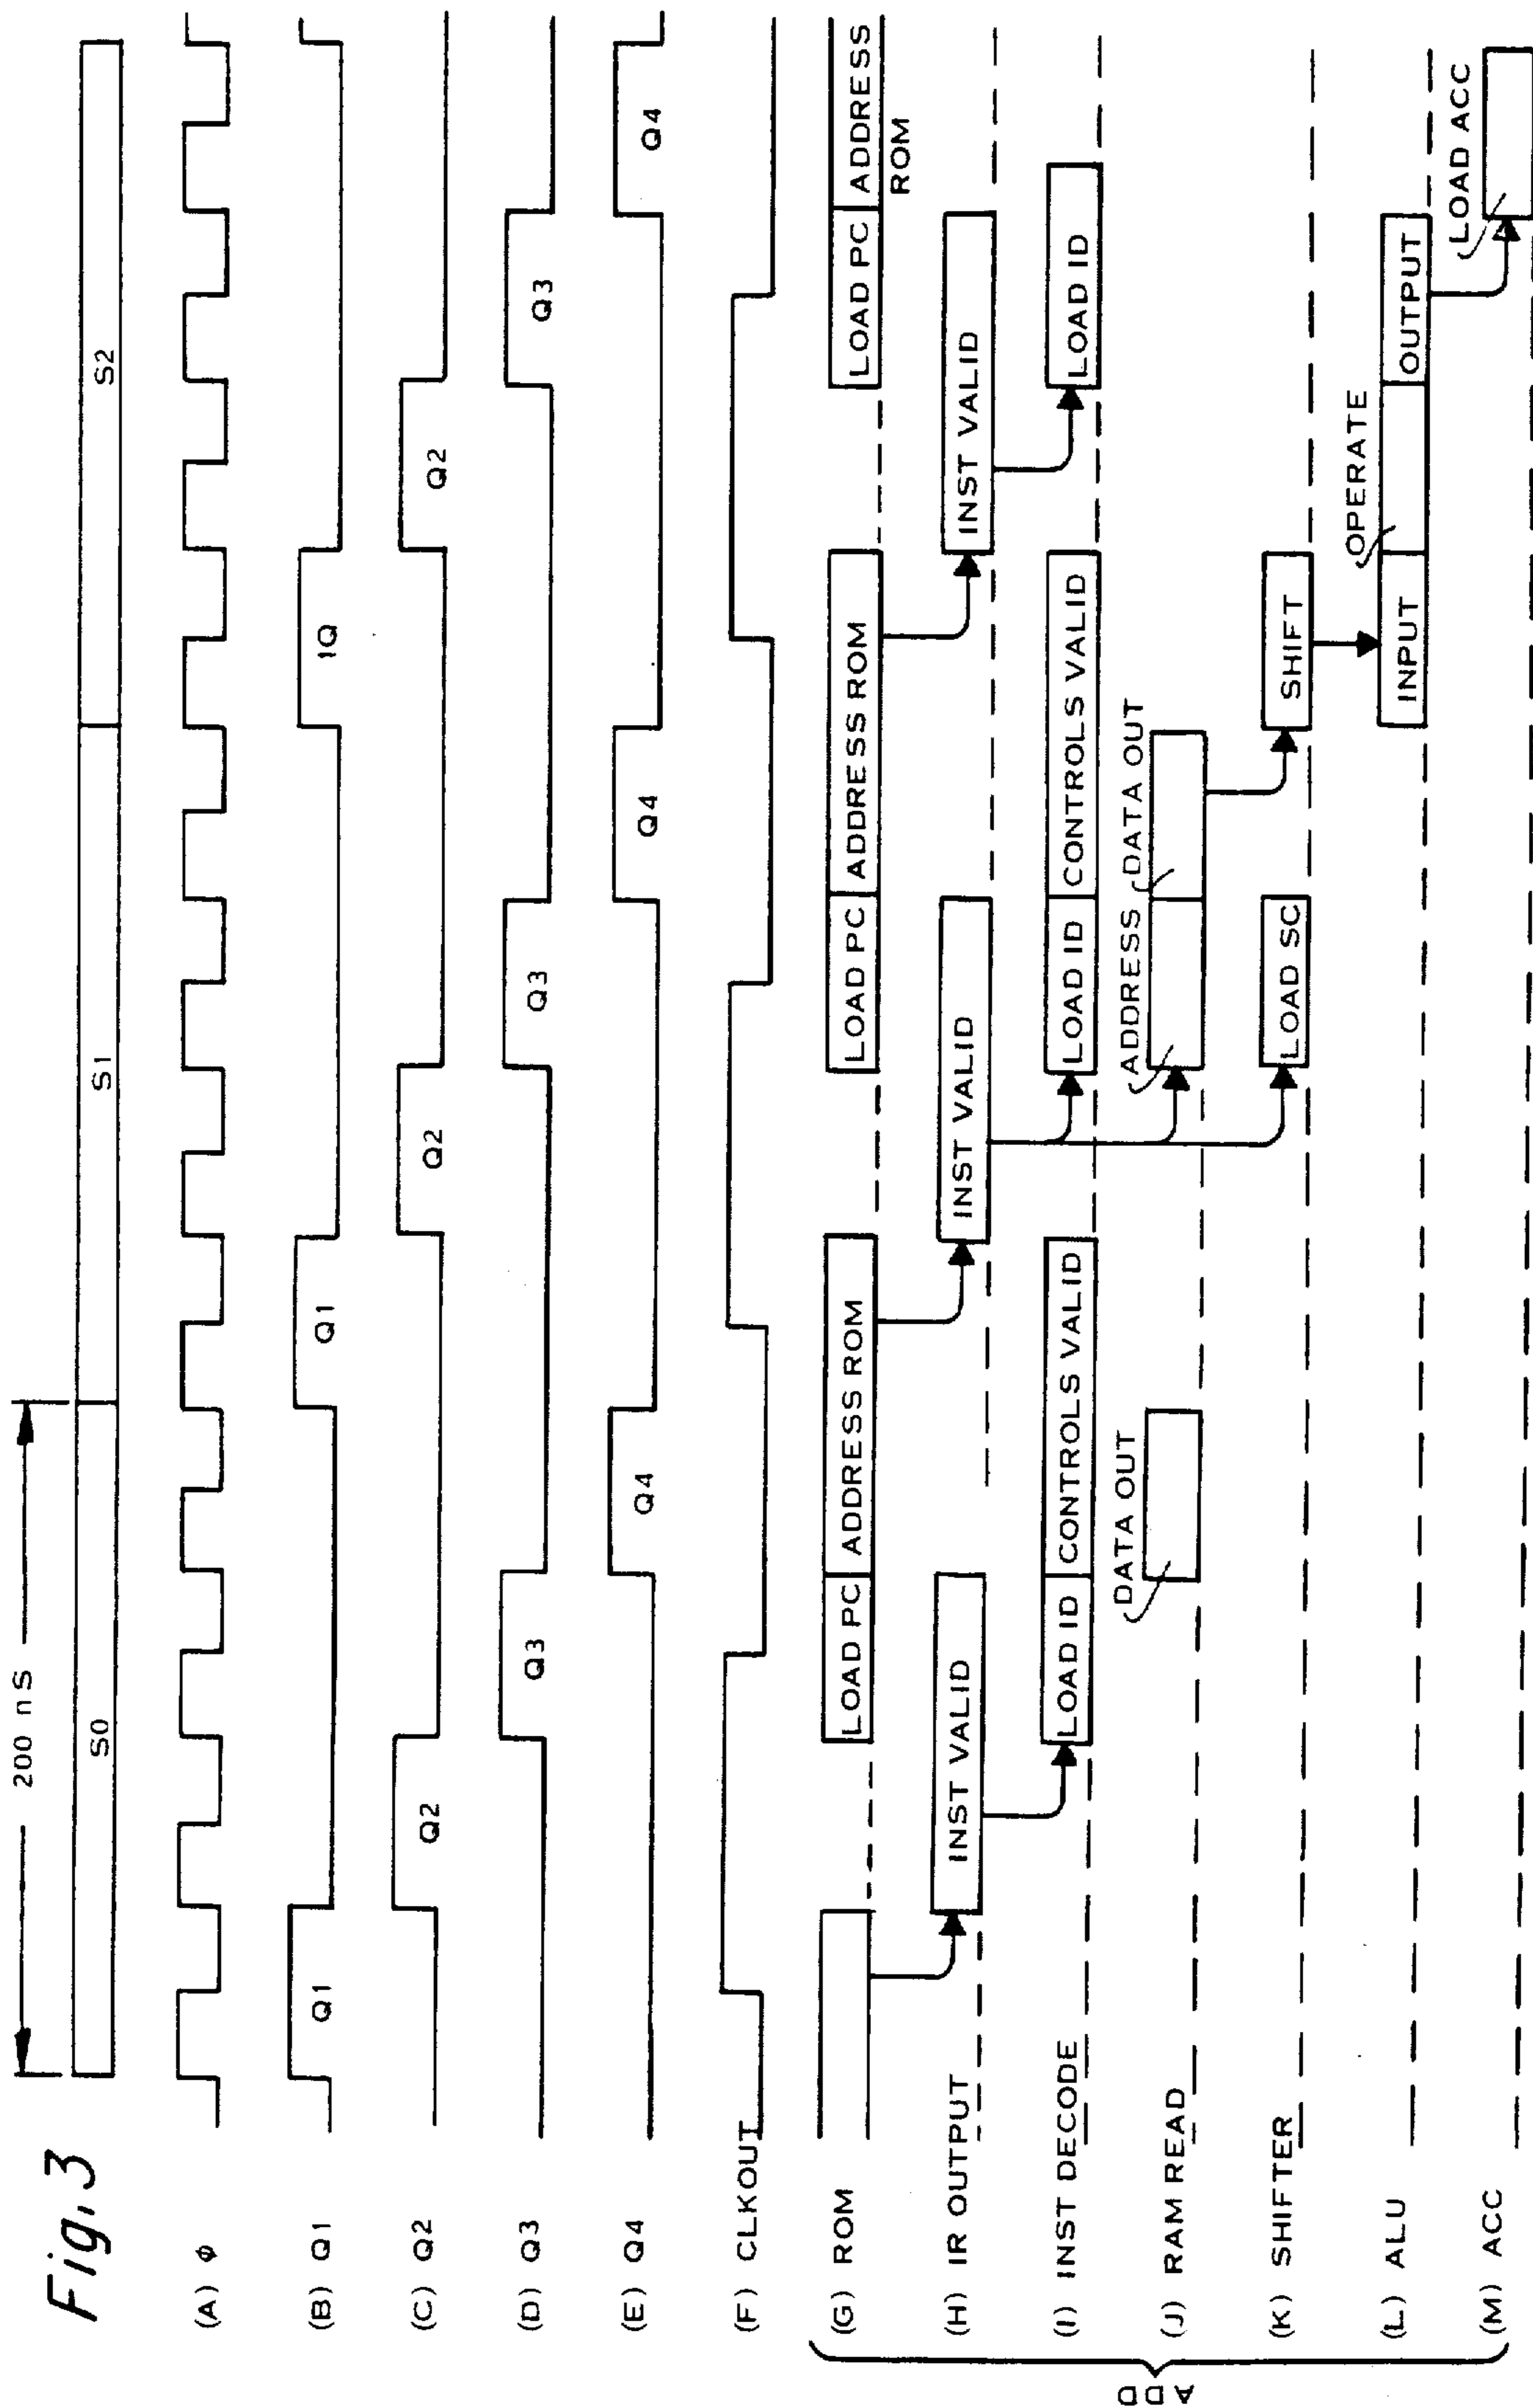 Fig. 3
200 nS
S0 S1 S2
(A) φ
(B) Q1 Q1 Q1 1Q
(C) Q2 Q2 Q2 Q2
(D) Q3 Q3 Q3 Q3
(E) Q4 Q4 Q4 Q4
(F) CLKOUT
(G) ROM LOAD PC ADDRESS ROM LOAD PC ADDRESS ROM LOAD PC ADDRESS
ROM
(H) IR OUTPUT INST VALID INST VALID INST VALID
(I) INST DECODE LOAD ID CONTROLS VALID LOAD ID CONTROLS VALID LOAD ID
DATA OUT ADDRESS DATA OUT
(J) RAM READ
ADD
(K) SHIFTER LOAD SC SHIFT
OPERATE
(L) ALU INPUT OUTPUT
LOAD ACC
(M) ACC